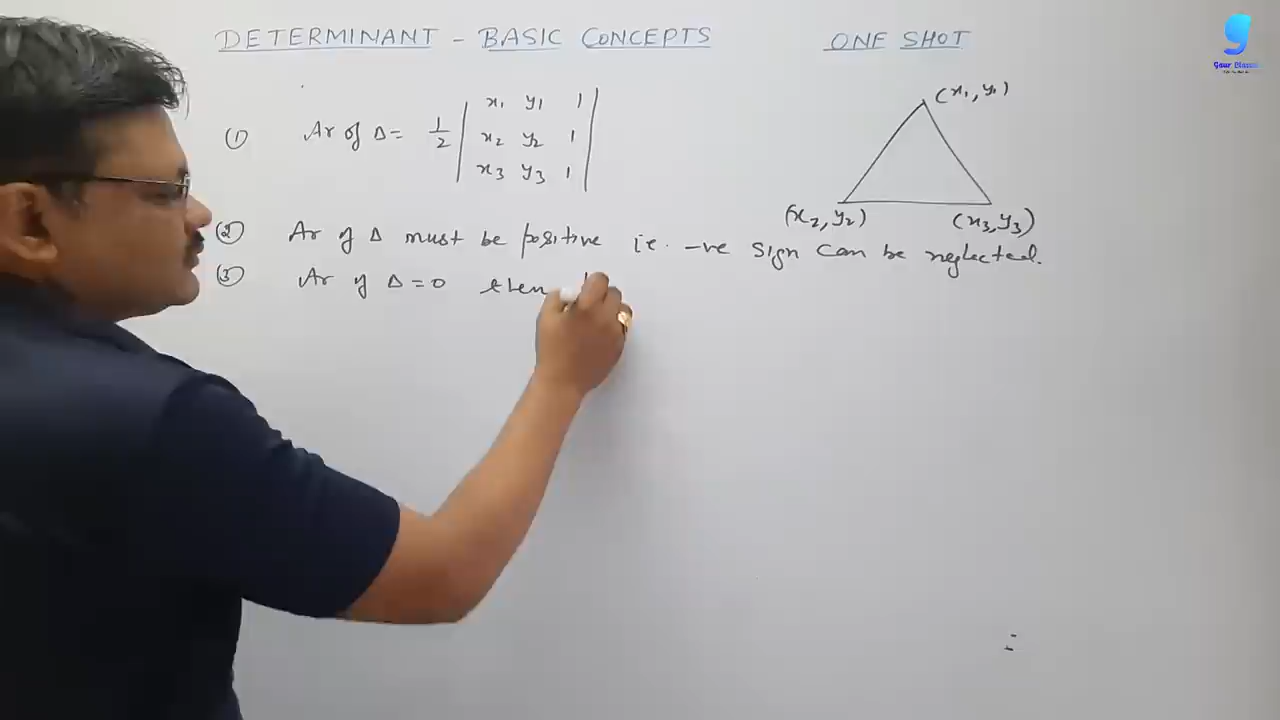 DETERMINANT - BASIC CONCEPTS ONE SHOT
(1) Ar of Δ = 1/2 | x1 y1 1 |
| x2 y2 1 |
| x3 y3 1 |
(x1, y1)
(x2, y2) (x3, y3)
(2) Ar of Δ must be positive i.e. -ve sign can be neglected.
(3) Ar of Δ = 0 then
g